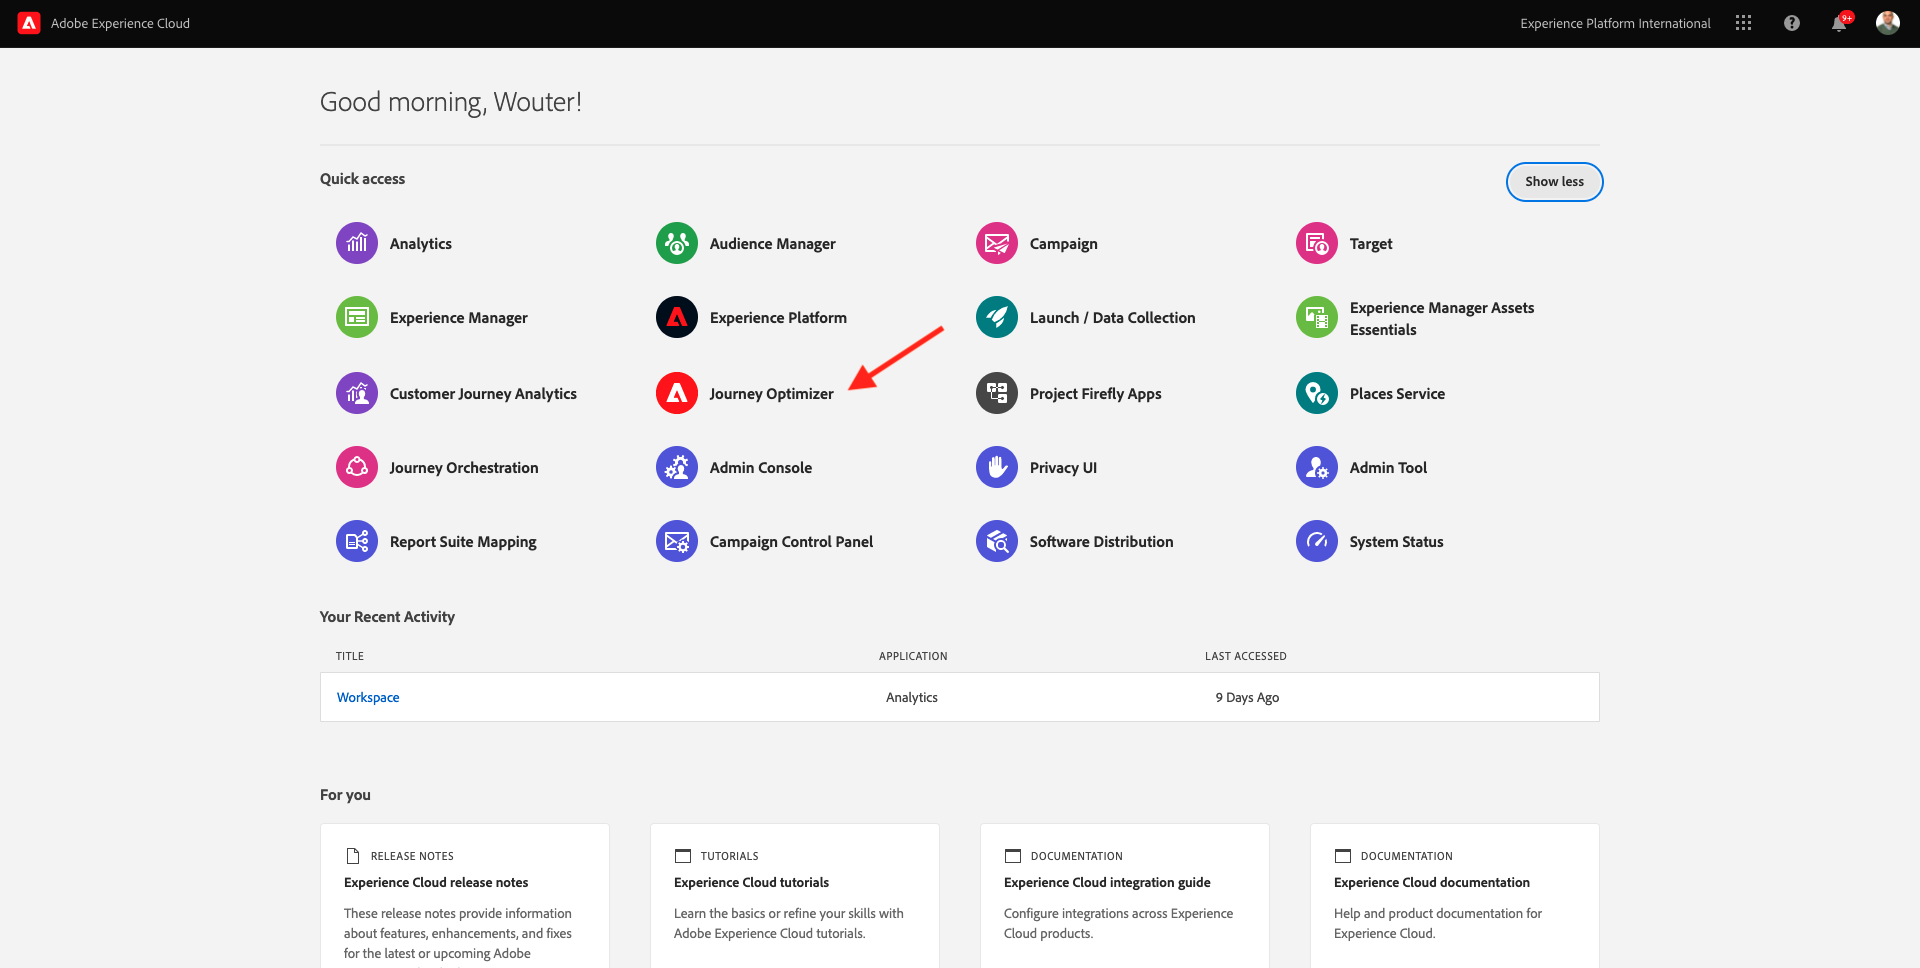 Adobe Experience Cloud
Experience Platform International
9+
Good morning, Wouter!
Quick access
Show less
Analytics
Audience Manager
Campaign
Target
Experience Manager
Experience Platform
Launch / Data Collection
Experience Manager Assets
Essentials
Customer Journey Analytics
Journey Optimizer
Project Firefly Apps
Places Service
Journey Orchestration
Admin Console
Privacy UI
Admin Tool
Report Suite Mapping
Campaign Control Panel
Software Distribution
System Status
Your Recent Activity
TITLE
APPLICATION
LAST ACCESSED
Workspace
Analytics
9 Days Ago
For you
RELEASE NOTES
Experience Cloud release notes
These release notes provide information
about features, enhancements, and fixes
for the latest or upcoming Adobe
TUTORIALS
Experience Cloud tutorials
Learn the basics or refine your skills with
Adobe Experience Cloud tutorials.
DOCUMENTATION
Experience Cloud integration guide
Configure integrations across Experience
Cloud products.
DOCUMENTATION
Experience Cloud documentation
Help and product documentation for
Experience Cloud.